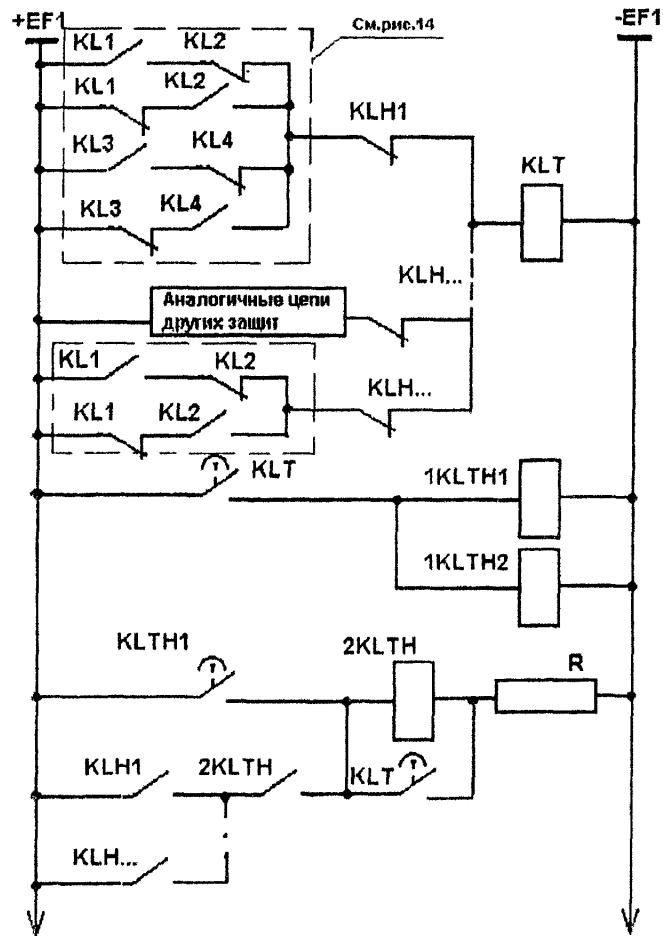 +EF1
См.рис.14
-EF1
KL1
KL2
KL1
KL2
KLH1
KL3
KL4
KLT
KL3
KL4
KLH...
Аналогичные цепи
других защит
KL1
KL2
KLH...
KL1
KL2
KLT
1KLTH1
1KLTH2
KLTH1
2KLTH
R
KLH1
2KLTH
KLT
KLH...